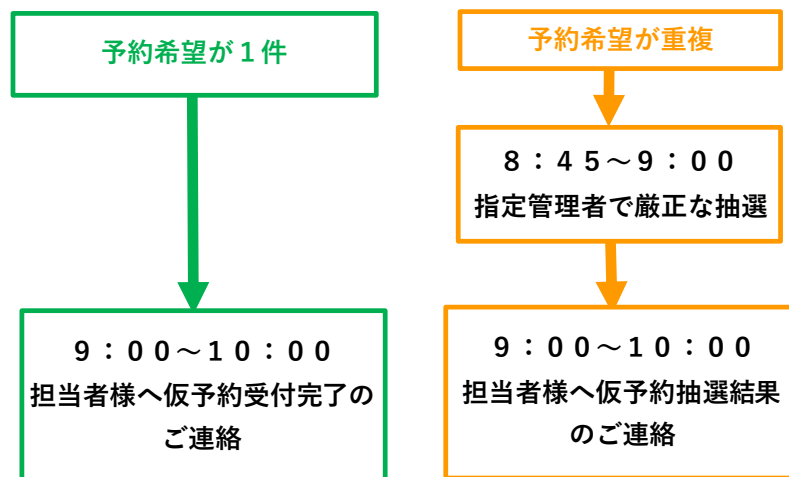 予約希望が１件
９：００～１０：００
担当者様へ仮予約受付完了の
ご連絡
予約希望が重複
８：４５～９：００
指定管理者で厳正な抽選
９：００～１０：００
担当者様へ仮予約抽選結果
のご連絡